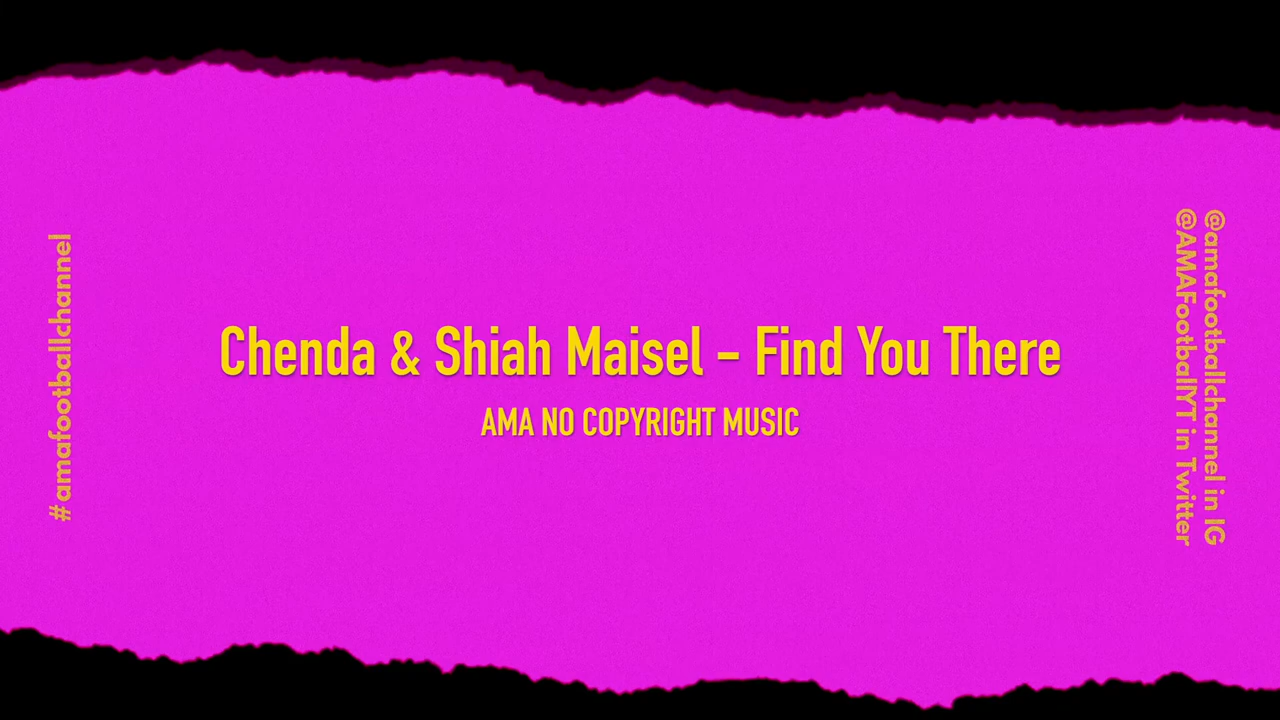 #amafootballchannel
Chenda & Shiah Maisel - Find You There
AMA NO COPYRIGHT MUSIC
@amafootballchannel in IG
@AMAFootballYT in Twitter